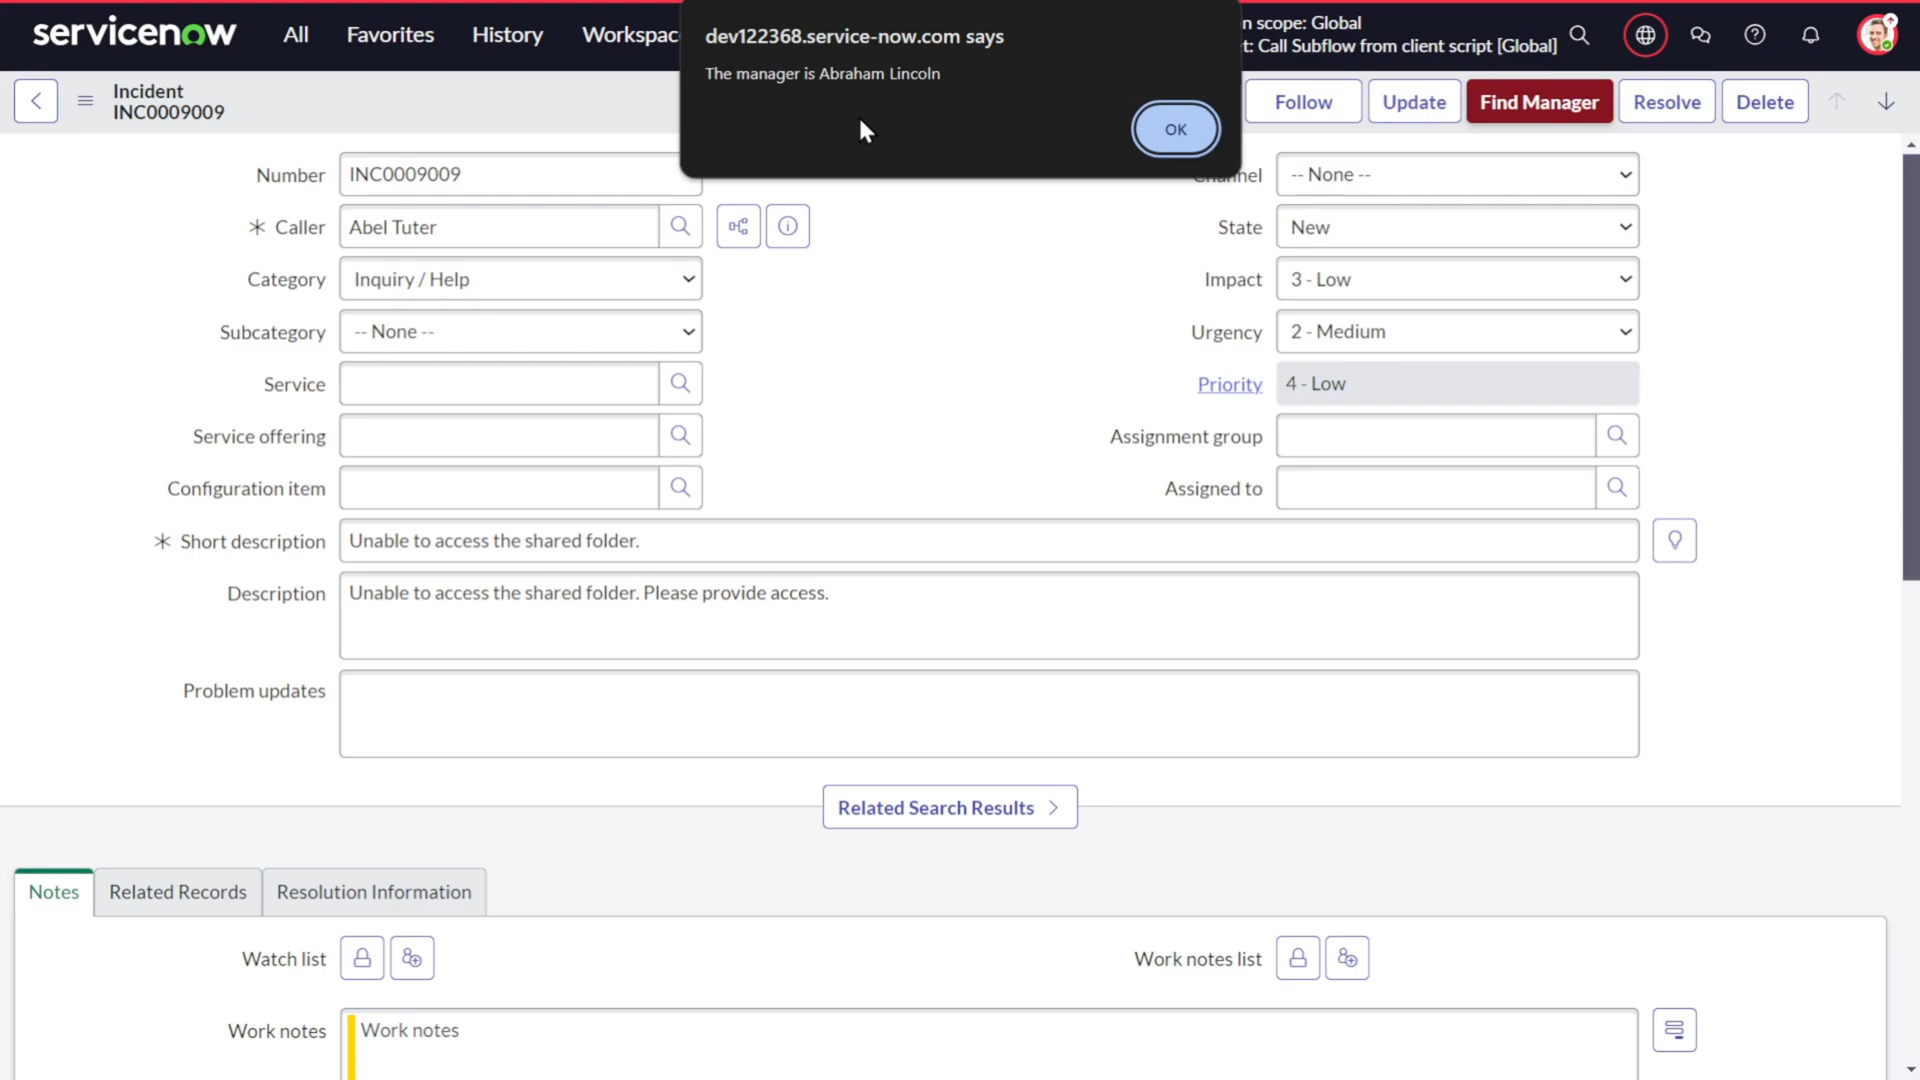 servicenow
All
Favorites
History
Workspac
dev122368.service-now.com says
The manager is Abraham Lincoln
OK
n scope: Global
t: Call Subflow from client script [Global]
Incident
INC0009009
Follow
Update
Find Manager
Resolve
Delete
Number
INC0009009
Channel
-- None --
Caller
Abel Tuter
State
New
Category
Inquiry / Help
Impact
3 - Low
Subcategory
-- None --
Urgency
2 - Medium
Service
Priority
4 - Low
Service offering
Assignment group
Configuration item
Assigned to
Short description
Unable to access the shared folder.
Description
Unable to access the shared folder. Please provide access.
Problem updates
Related Search Results
Notes
Related Records
Resolution Information
Watch list
Work notes list
Work notes
Work notes